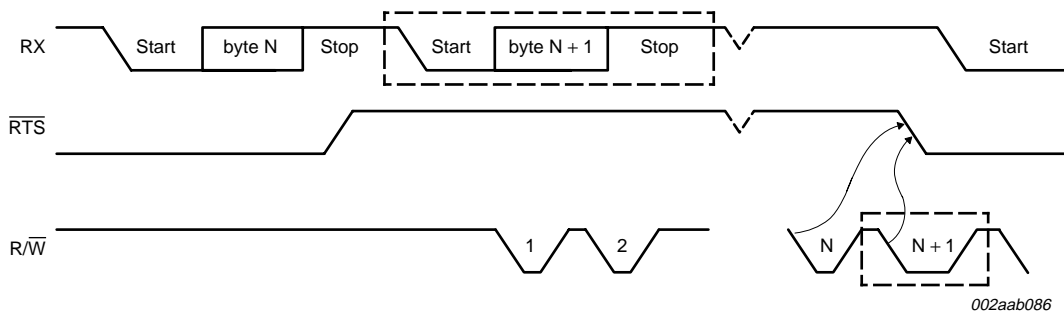 RX Start byte N Stop Start byte N + 1 Stop Start
RTS
R/W 1 2 N N + 1
002aab086